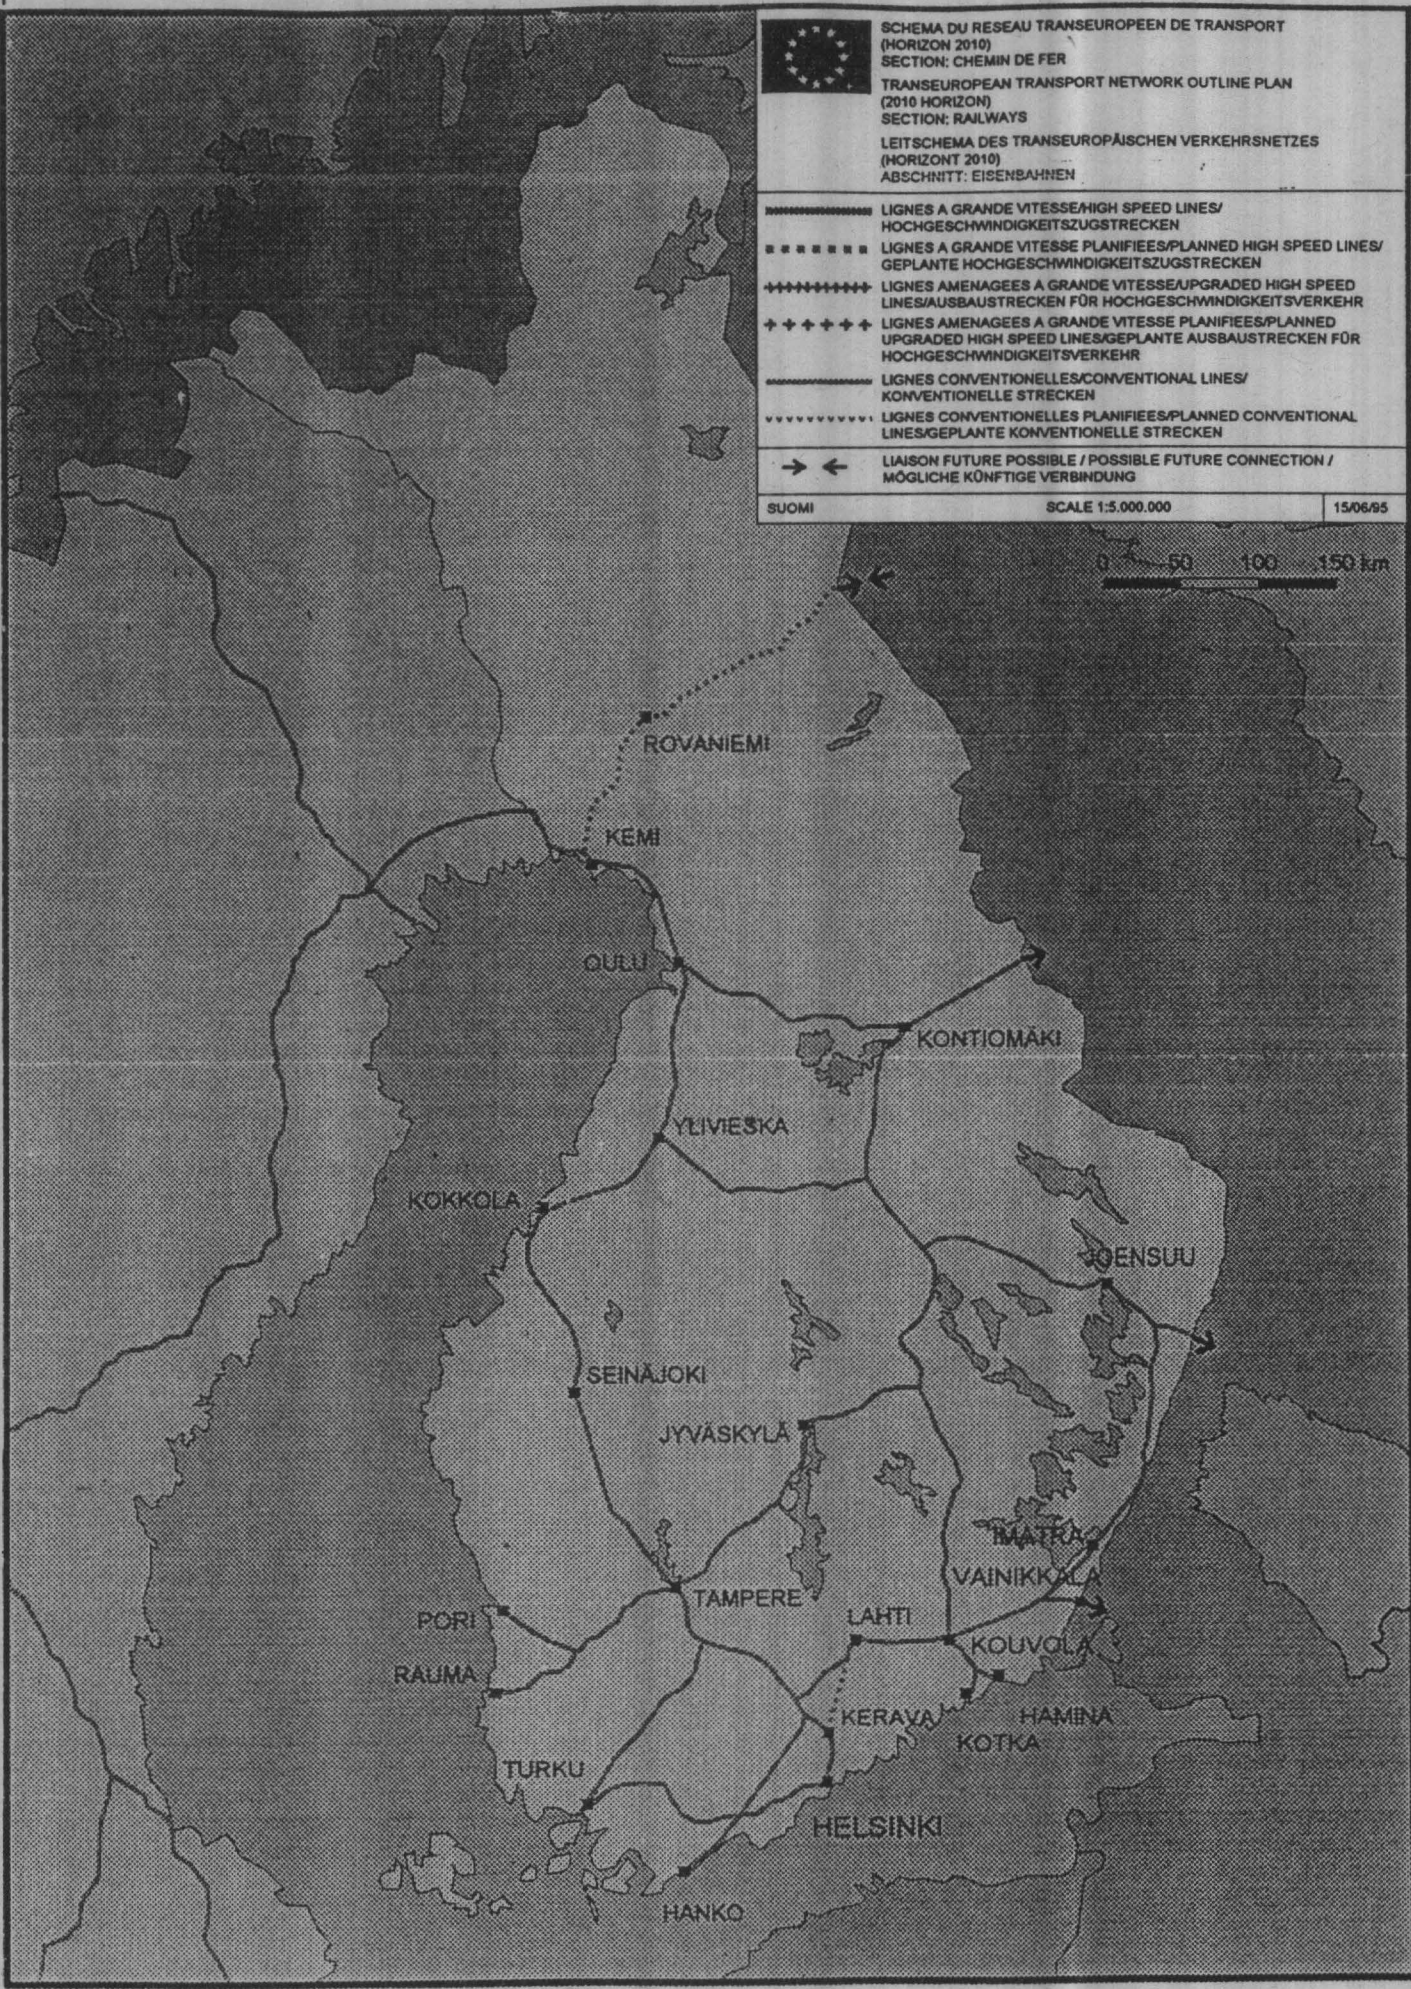 SCHEMA DU RESEAU TRANSEUROPEEN DE TRANSPORT
(HORIZON 2010)
SECTION: CHEMIN DE FER
TRANSEUROPEAN TRANSPORT NETWORK OUTLINE PLAN
(2010 HORIZON)
SECTION: RAILWAYS
LEITSCHEMA DES TRANSEUROPÄISCHEN VERKEHRSNETZES
(HORIZONT 2010)
ABSCHNITT: EISENBAHNEN
LIGNES A GRANDE VITESSE/HIGH SPEED LINES/
HOCHGESCHWINDIGKEITSZUGSTRECKEN
LIGNES A GRANDE VITESSE PLANIFIEES/PLANNED HIGH SPEED LINES/
GEPLANTE HOCHGESCHWINDIGKEITSZUGSTRECKEN
LIGNES AMENAGEES A GRANDE VITESSE/UPGRADED HIGH SPEED
LINES/AUSBAUSTRECKEN FÜR HOCHGESCHWINDIGKEITSVERKEHR
LIGNES AMENAGEES A GRANDE VITESSE PLANIFIEES/PLANNED
UPGRADED HIGH SPEED LINES/GEPLANTE AUSBAUSTRECKEN FÜR
HOCHGESCHWINDIGKEITSVERKEHR
LIGNES CONVENTIONELLES/CONVENTIONAL LINES/
KONVENTIONELLE STRECKEN
LIGNES CONVENTIONELLES PLANIFIEES/PLANNED CONVENTIONAL
LINES/GEPLANTE KONVENTIONELLE STRECKEN
LIAISON FUTURE POSSIBLE / POSSIBLE FUTURE CONNECTION /
MÖGLICHE KÜNFTIGE VERBINDUNG
SUOMI SCALE 1:5.000.000 15/06/95
0 50 100 150 km
ROVANIEMI
KEMI
OULU
KONTIOMÄKI
YLIVIESKA
KOKKOLA
JOENSUU
SEINÄJOKI
JYVÄSKYLÄ
IMATRA
VAINIKKALA
TAMPERE
LAHTI
PORI
KOUVOLA
RAUMA
KERAVA
HAMINA
KOTKA
TURKU
HELSINKI
HANKO